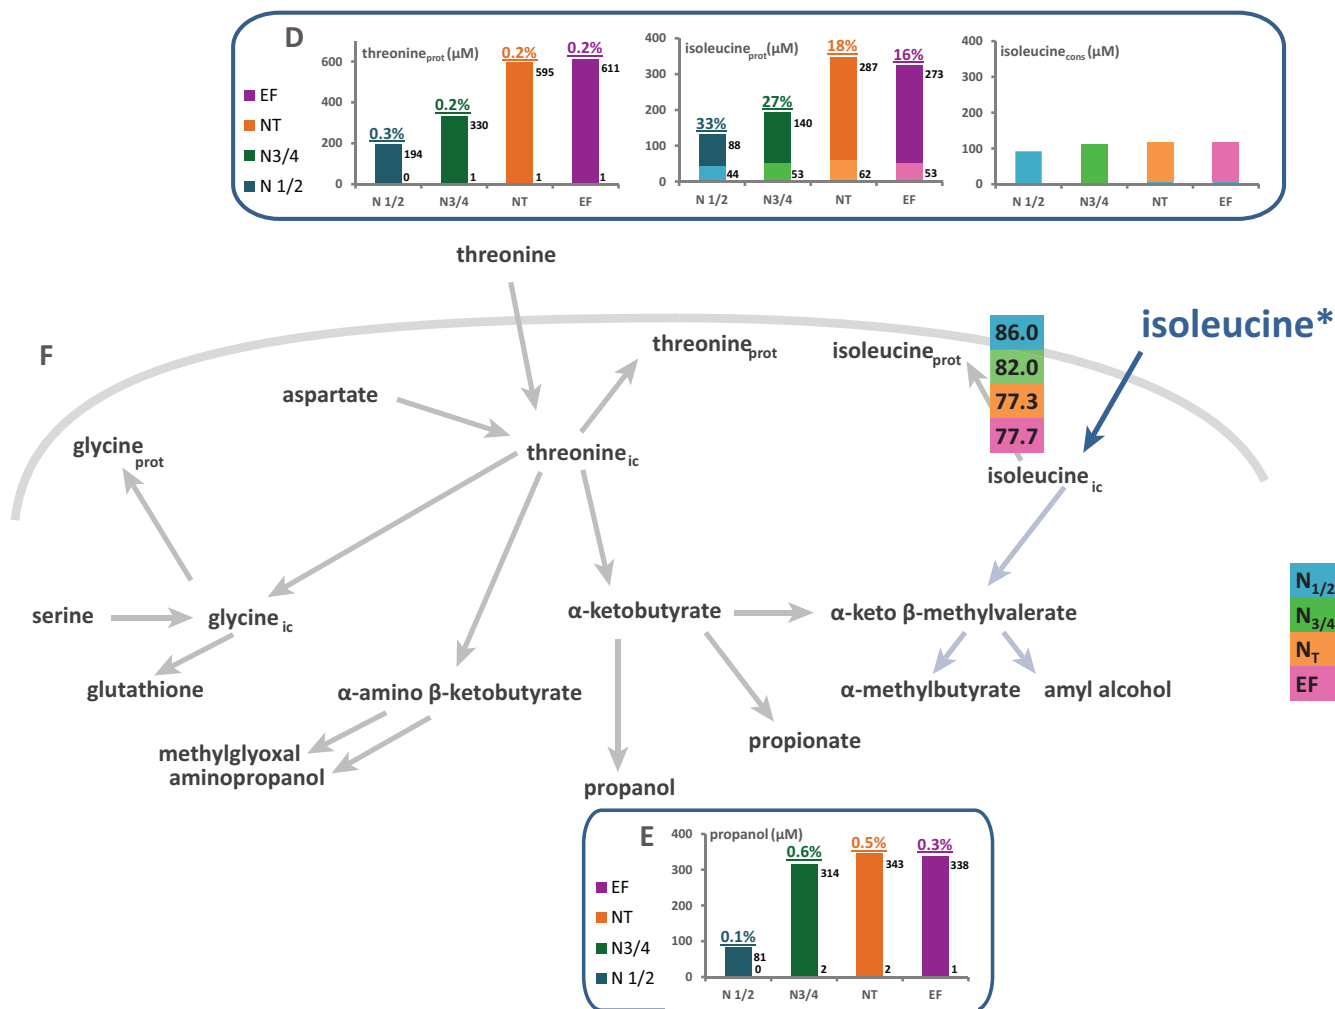 D
EF
NT
N3/4
N 1/2
threonineprot (µM)
600
400
200
0
0.3%
194
0
0.2%
330
1
0.2%
595
1
0.2%
611
1
N 1/2 N3/4 NT EF
isoleucineprot (µM)
400
300
200
100
0
33%
88
44
27%
140
53
18%
287
62
16%
273
53
N 1/2 N3/4 NT EF
isoleucinecons (µM)
400
300
200
100
0
N 1/2 N3/4 NT EF
F
threonine
isoleucine*
threonineprot
isoleucineprot
86.0
82.0
77.3
77.7
aspartate
glycineprot
threonineic
isoleucineic
serine
glycineic
α-ketobutyrate
α-keto β-methylvalerate
N1/2
N3/4
NT
EF
glutathione
α-amino β-ketobutyrate
α-methylbutyrate
amyl alcohol
methylglyoxal
aminopropanol
propionate
propanol
E
EF
NT
N3/4
N 1/2
propanol (µM)
400
300
200
100
0
0.1%
81
0
0.6%
314
2
0.5%
343
2
0.3%
338
1
N 1/2 N3/4 NT EF